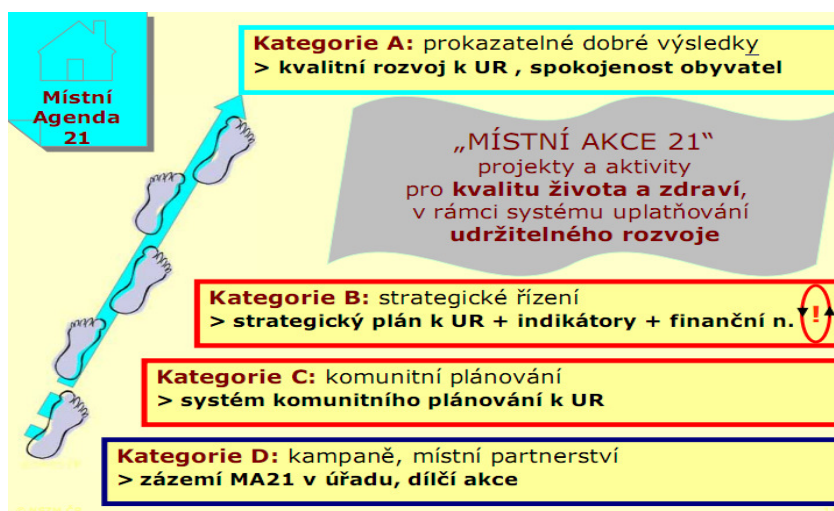 Místní
Agenda
21
Kategorie A: prokazatelné dobré výsledky
> kvalitní rozvoj k UR , spokojenost obyvatel
„MÍSTNÍ AKCE 21“
projekty a aktivity
pro kvalitu života a zdraví,
v rámci systému uplatňování
udržitelného rozvoje
Kategorie B: strategické řízení
> strategický plán k UR + indikátory + finanční n.
!
Kategorie C: komunitní plánování
> systém komunitního plánování k UR
Kategorie D: kampaně, místní partnerství
> zázemí MA21 v úřadu, dílčí akce